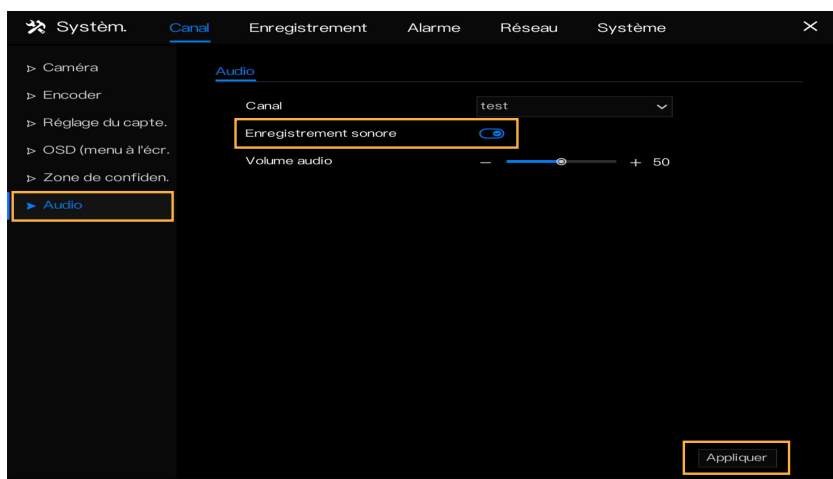 Systèm. Canal Enregistrement Alarme Réseau Système
Caméra
Encoder
Réglage du capte.
OSD (menu à l'écr.
Zone de confiden.
Audio
Audio
Canal test
Enregistrement sonore
Volume audio 50
Appliquer